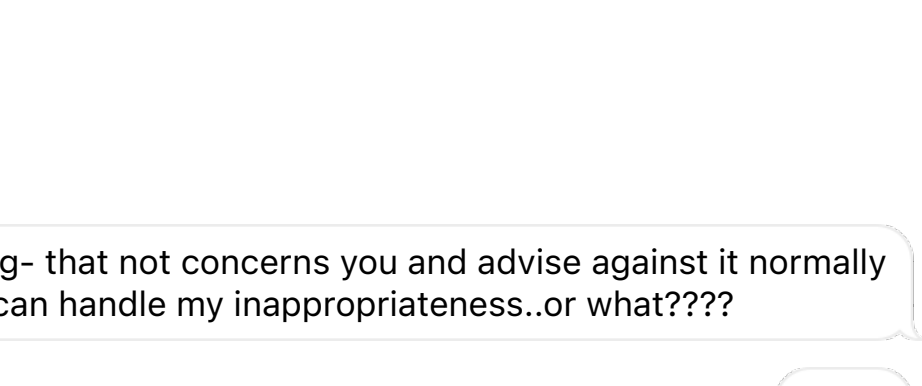 g- that not concerns you and advise against it normally
can handle my inappropriateness..or what????